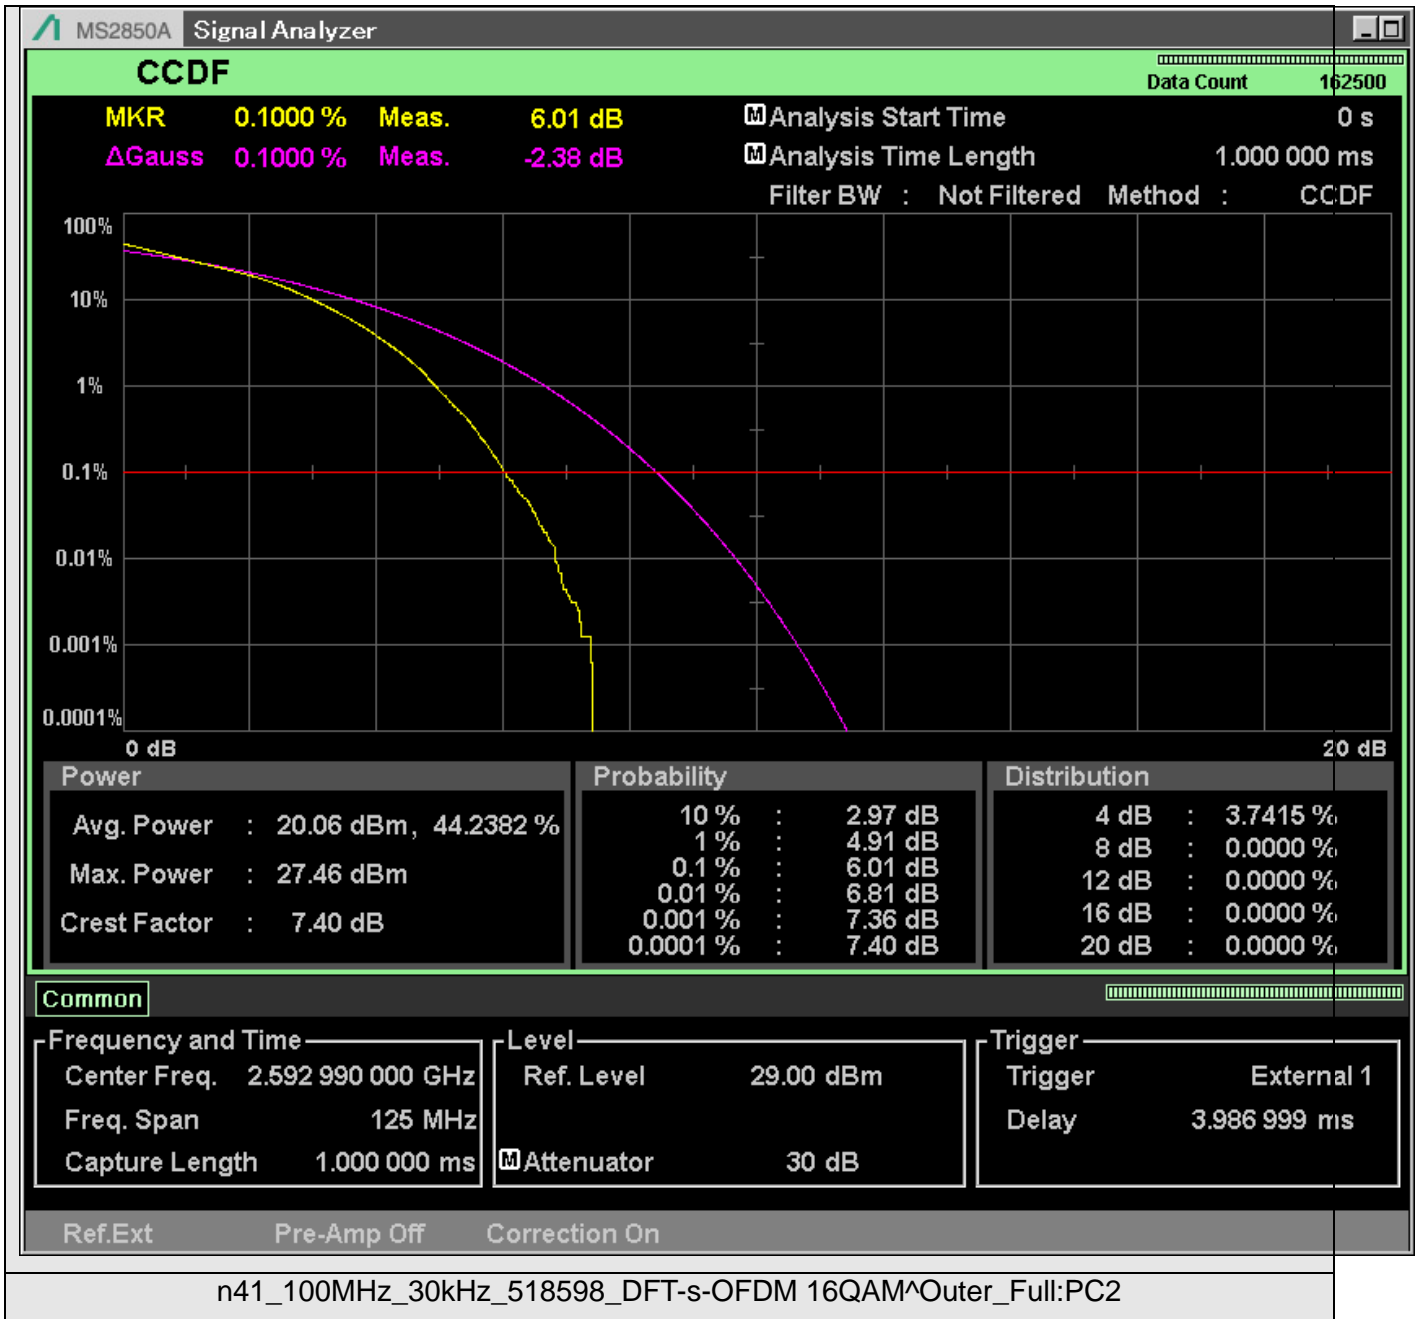 MS2850A Signal Analyzer
CCDF
Data Count 162500
MKR 0.1000 % Meas. 6.01 dB
M Analysis Start Time 0 s
ΔGauss 0.1000 % Meas. -2.38 dB
M Analysis Time Length 1.000 000 ms
Filter BW : Not Filtered Method : CCDF
100%
10%
1%
0.1%
0.01%
0.001%
0.0001%
0 dB 20 dB
Power
Avg. Power : 20.06 dBm, 44.2382 %
Max. Power : 27.46 dBm
Crest Factor : 7.40 dB
Probability
10 % : 2.97 dB
1 % : 4.91 dB
0.1 % : 6.01 dB
0.01 % : 6.81 dB
0.001 % : 7.36 dB
0.0001 % : 7.40 dB
Distribution
4 dB : 3.7415 %
8 dB : 0.0000 %
12 dB : 0.0000 %
16 dB : 0.0000 %
20 dB : 0.0000 %
Common
Frequency and Time
Center Freq. 2.592 990 000 GHz
Freq. Span 125 MHz
Capture Length 1.000 000 ms
Level
Ref. Level 29.00 dBm
M Attenuator 30 dB
Trigger
Trigger External 1
Delay 3.986 999 ms
Ref.Ext Pre-Amp Off Correction On
n41_100MHz_30kHz_518598_DFT-s-OFDM 16QAM^Outer_Full:PC2